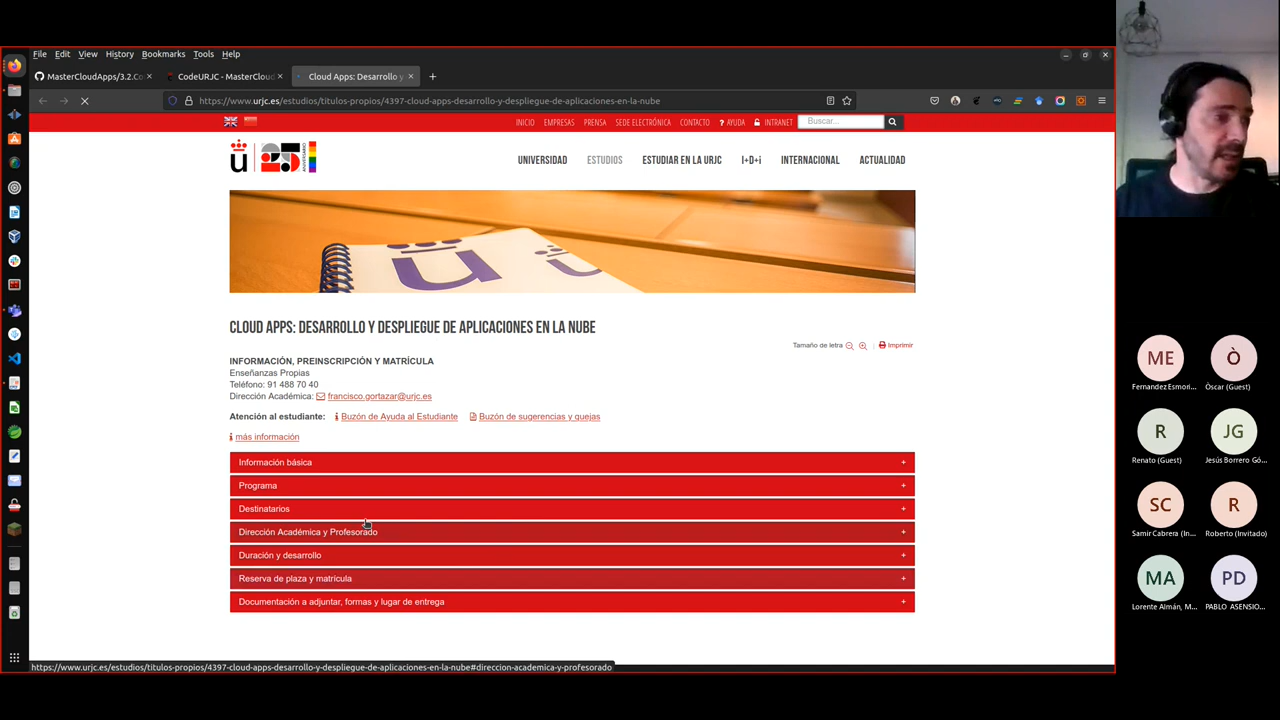 File Edit View History Bookmarks Tools Help
MasterCloudApps/3.2.Co
CodeURJC - MasterCloud
Cloud Apps: Desarrollo y
https://www.urjc.es/estudios/titulos-propios/4397-cloud-apps-desarrollo-y-despliegue-de-aplicaciones-en-la-nube
INICIO EMPRESAS PRENSA SEDE ELECTRÓNICA CONTACTO AYUDA INTRANET Buscar...
UNIVERSIDAD ESTUDIOS ESTUDIAR EN LA URJC I+D+i INTERNACIONAL ACTUALIDAD
CLOUD APPS: DESARROLLO Y DESPLIEGUE DE APLICACIONES EN LA NUBE
Tamaño de letra Imprimir
INFORMACIÓN, PREINSCRIPCIÓN Y MATRÍCULA
Enseñanzas Propias
Teléfono: 91 488 70 40
Dirección Académica: francisco.gortazar@urjc.es
Atención al estudiante: Buzón de Ayuda al Estudiante Buzón de sugerencias y quejas
más información
Información básica +
Programa +
Destinatarios +
Dirección Académica y Profesorado +
Duración y desarrollo +
Reserva de plaza y matrícula +
Documentación a adjuntar, formas y lugar de entrega +
https://www.urjc.es/estudios/titulos-propios/4397-cloud-apps-desarrollo-y-despliegue-de-aplicaciones-en-la-nube#direccion-academica-y-profesorado
ME Ò
Fernandez Esmorí... Òscar (Guest)
R JG
Renato (Guest) Jesús Borrero Gó...
SC R
Samir Cabrera (In... Roberto (Invitado)
MA PD
Lorente Almán, M... PABLO ASENSIO...